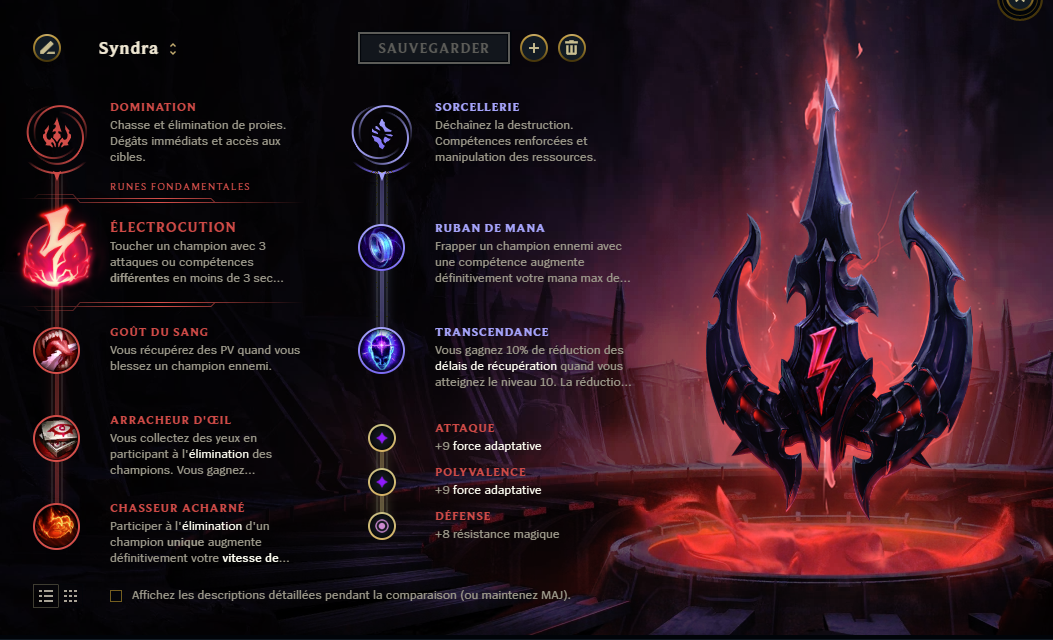 Syndra
SAUVEGARDER
DOMINATION
Chasse et élimination de proies.
Dégâts immédiats et accès aux
cibles.
RUNES FONDAMENTALES
ÉLECTROCUTION
Toucher un champion avec 3
attaques ou compétences
différentes en moins de 3 sec...
GOÛT DU SANG
Vous récupérez des PV quand vous
blessez un champion ennemi.
ARRACHEUR D'ŒIL
Vous collectez des yeux en
participant à l'élimination des
champions. Vous gagnez...
CHASSEUR ACHARNÉ
Participer à l'élimination d'un
champion unique augmente
définitivement votre vitesse de...
SORCELLERIE
Déchaînez la destruction.
Compétences renforcées et
manipulation des ressources.
RUBAN DE MANA
Frapper un champion ennemi avec
une compétence augmente
définitivement votre mana max de...
TRANSCENDANCE
Vous gagnez 10% de réduction des
délais de récupération quand vous
atteignez le niveau 10. La réductio...
ATTAQUE
+9 force adaptative
POLYVALENCE
+9 force adaptative
DÉFENSE
+8 résistance magique
Affichez les descriptions détaillées pendant la comparaison (ou maintenez MAJ).